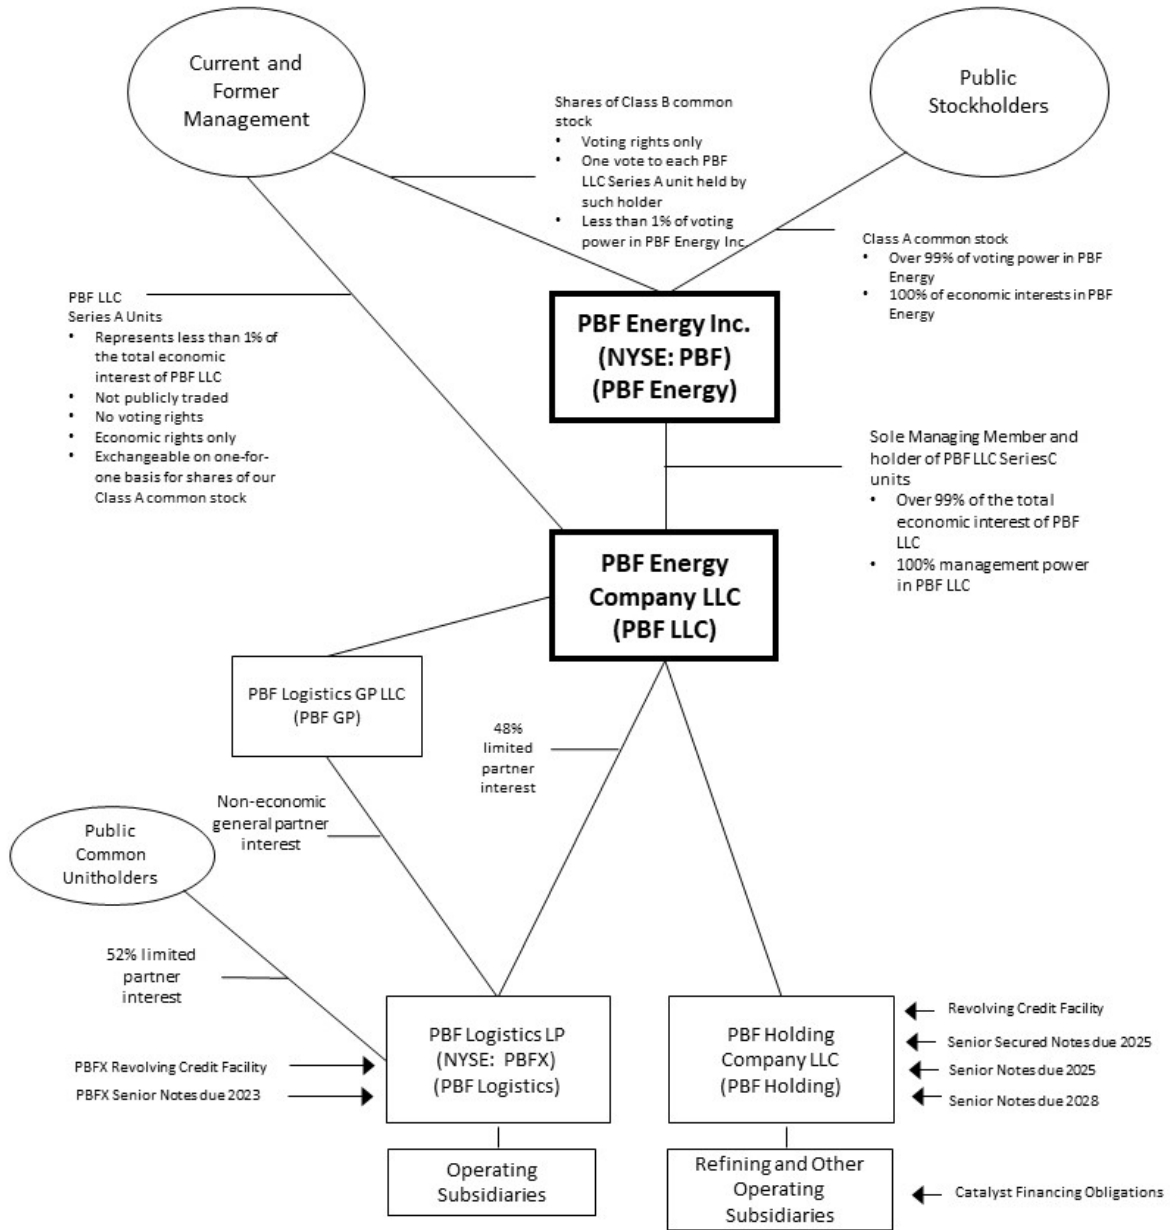 Current and
Former
Management
Public
Stockholders
Shares of Class B common
stock
• Voting rights only
• One vote to each PBF
LLC Series A unit held by
such holder
• Less than 1% of voting
power in PBF Energy Inc.
Class A common stock
• Over 99% of voting power in PBF
Energy
• 100% of economic interests in PBF
Energy
PBF LLC
Series A Units
• Represents less than 1% of
the total economic
interest of PBF LLC
• Not publicly traded
• No voting rights
• Economic rights only
• Exchangeable on one-for-
one basis for shares of our
Class A common stock
PBF Energy Inc.
(NYSE: PBF)
(PBF Energy)
Sole Managing Member and
holder of PBF LLC SeriesC
units
• Over 99% of the total
economic interest of PBF
LLC
• 100% management power
in PBF LLC
PBF Energy
Company LLC
(PBF LLC)
PBF Logistics GP LLC
(PBF GP)
48%
limited
partner
interest
Non-economic
general partner
interest
Public
Common
Unitholders
52% limited
partner
interest
PBF Logistics LP
(NYSE: PBFX)
(PBF Logistics)
PBF Holding
Company LLC
(PBF Holding)
Revolving Credit Facility
Senior Secured Notes due 2025
Senior Notes due 2025
Senior Notes due 2028
PBFX Revolving Credit Facility
PBFX Senior Notes due 2023
Operating
Subsidiaries
Refining and Other
Operating
Subsidiaries
Catalyst Financing Obligations